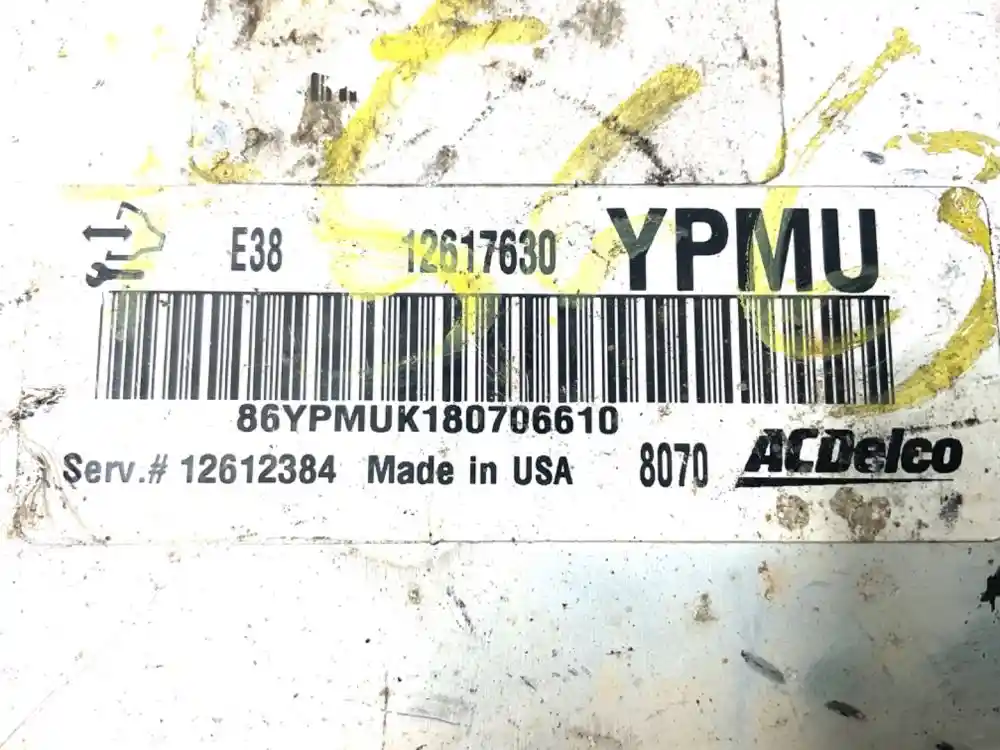 E38 12617630 YPMU
86YPMUK180706610
Serv.# 12612384 Made in USA 8070 ACDelco